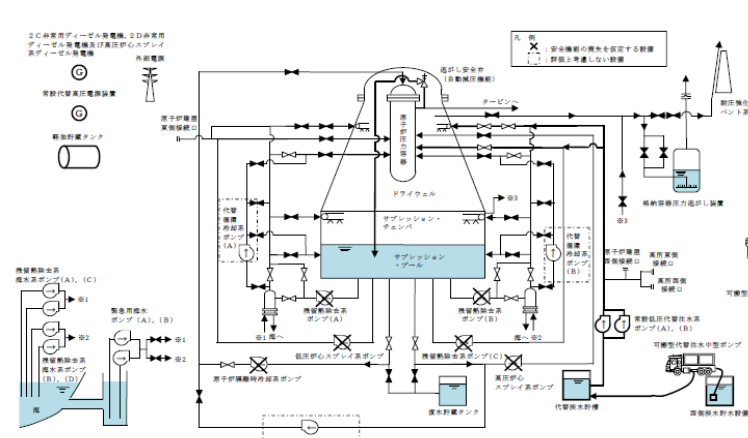 2C非常用ディーゼル発電機,2D非常用
ディーゼル発電機及び高圧炉心スプレイ
系ディーゼル発電機
外部電源
G
常設代替高圧電源装置
G
軽油貯蔵タンク
凡 例
:安全機能の喪失を仮定する設備
:評価上考慮しない設備
逃がし安全弁
(自動減圧機能)
タービンへ
耐圧強化
ベント系
原子炉建屋
東側接続口
原子炉圧力容器
ドライウェル
※3
※3
格納容器圧力逃がし装置
サプレッション・
チェンバ
サプレッション
・プール
代替
循環
冷却系
ポンプ
(A)
代替
循環
冷却系
ポンプ
(B)
原子炉建屋
西側接続口
高所東側
接続口
高所西側
接続口
可搬型
残留熱除去系
海水系ポンプ(A),(C)
※1
※2
残留熱除去系
海水系ポンプ
(B),(D)
海
緊急用海水
ポンプ(A),(B)
※1
※2
※1
海へ
残留熱除去系
ポンプ(A)
残留熱除去系
ポンプ(B)
海へ
※2
常設低圧代替注水系
ポンプ(A),(B)
低圧炉心スプレイ系ポンプ
残留熱除去系ポンプ(C)
原子炉隔離時冷却系ポンプ
高圧炉心
スプレイ系ポンプ
可搬型代替注水中型ポンプ
復水貯蔵タンク
代替淡水貯槽
西側淡水貯水設備